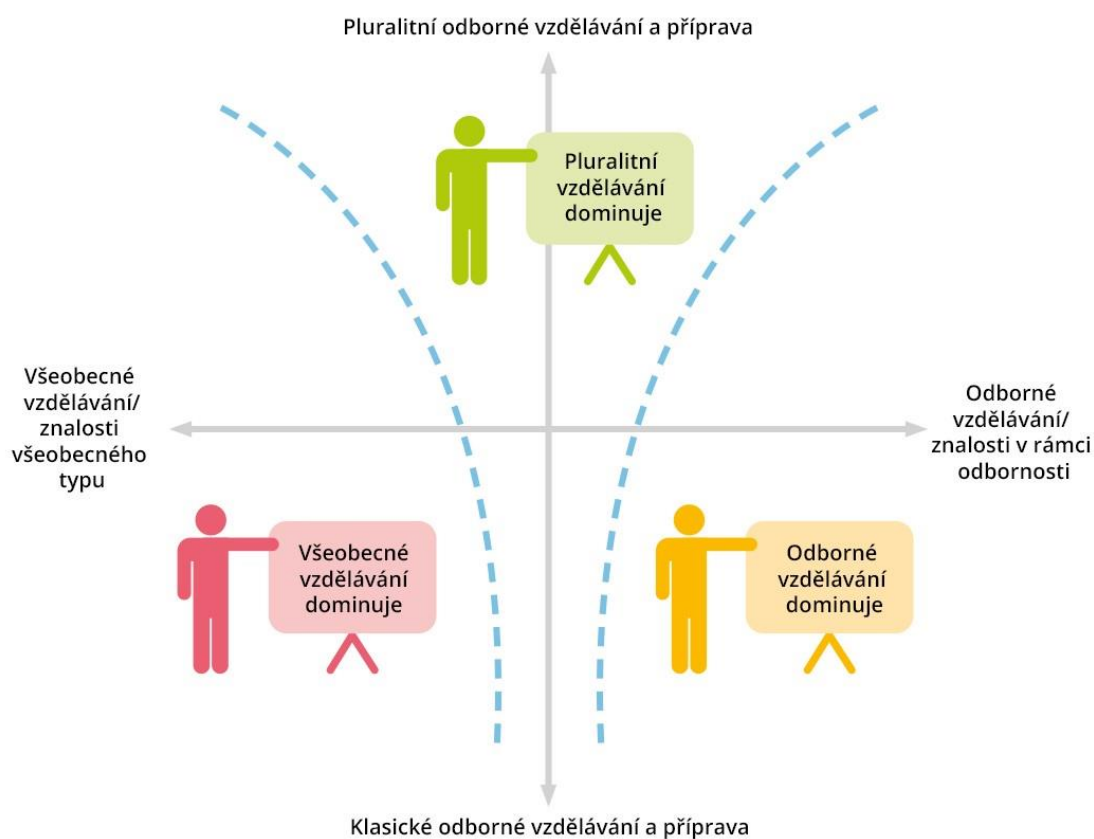 Pluralitní odborné vzdělávání a příprava
Pluralitní
vzdělávání
dominuje
Všeobecné
vzdělávání/
znalosti
všeobecného
typu
Odborné
vzdělávání/
znalosti v rámci
odbornosti
Všeobecné
vzdělávání
dominuje
Odborné
vzdělávání
dominuje
Klasické odborné vzdělávání a příprava